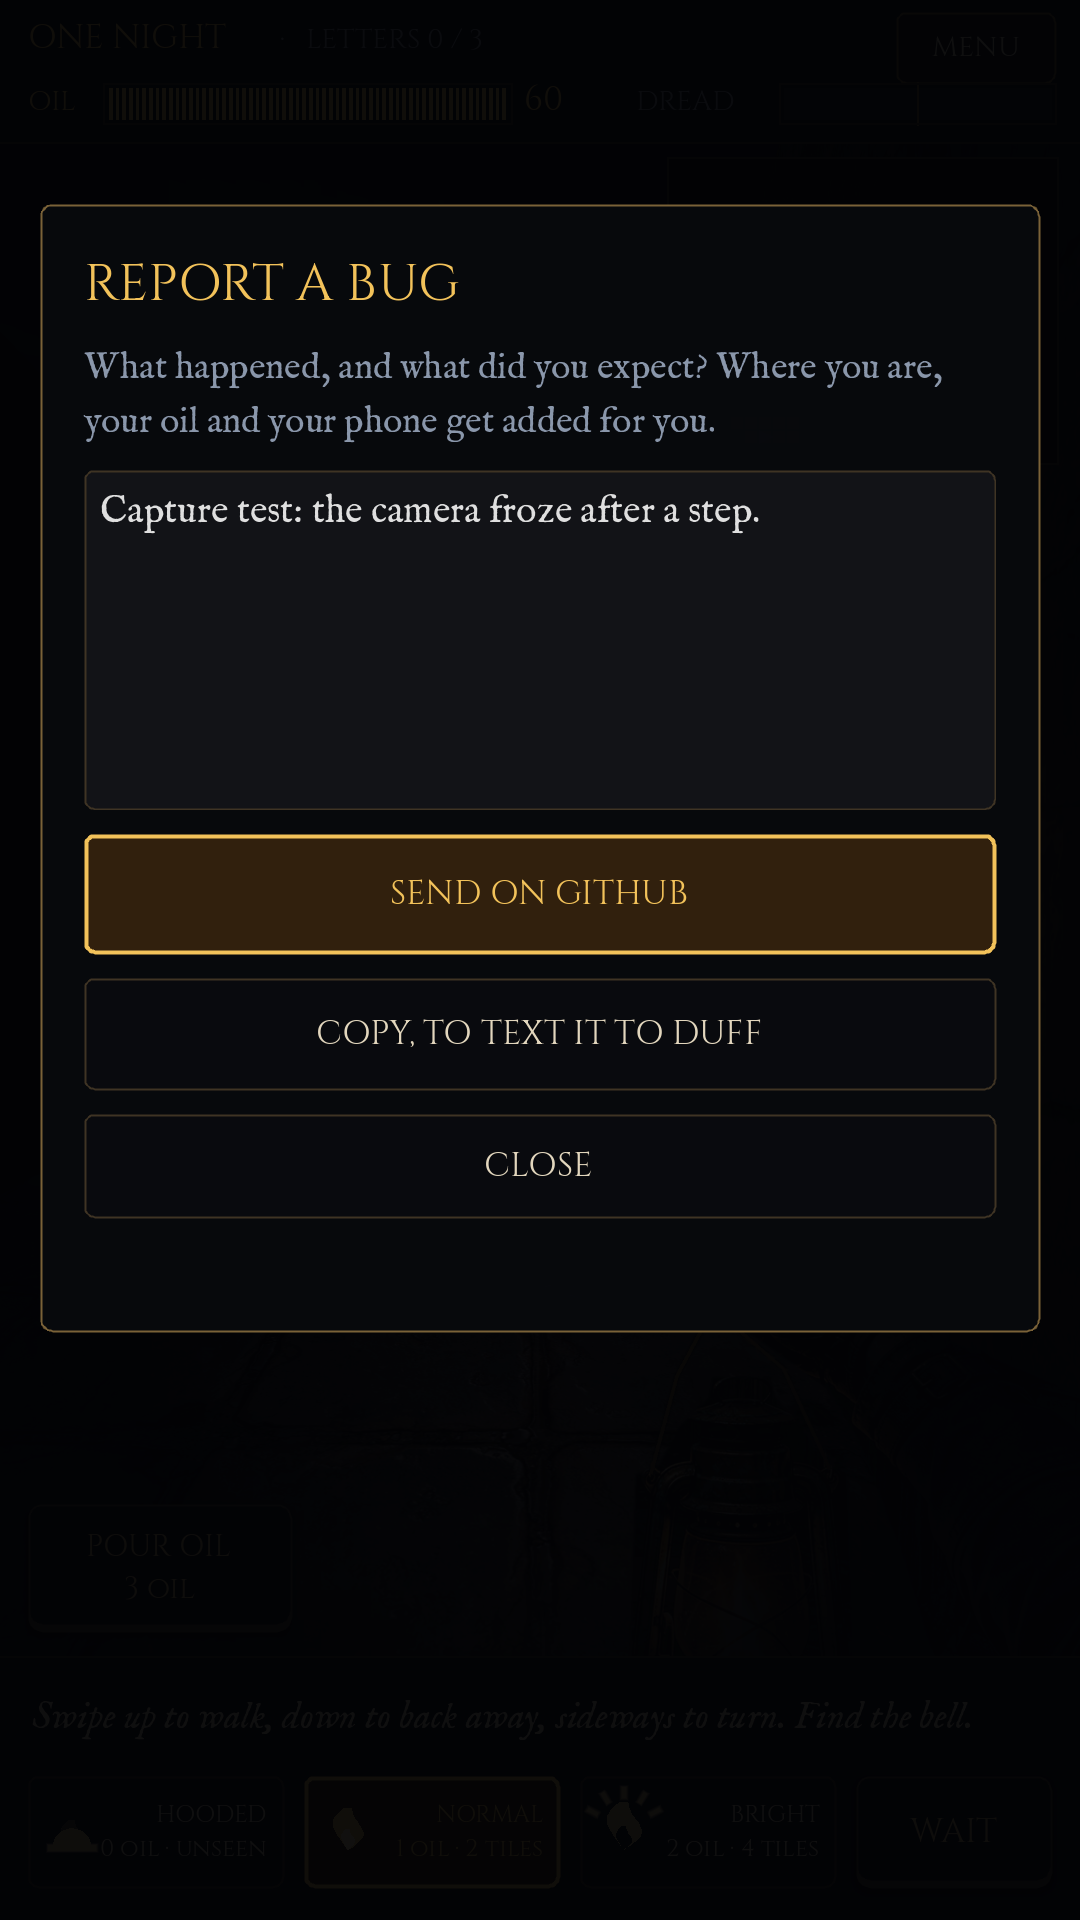 ONE NIGHT · LETTERS 0 / 3
MENU
OIL 60 DREAD
REPORT A BUG
What happened, and what did you expect? Where you are,
your oil and your phone get added for you.
Capture test: the camera froze after a step.
SEND ON GITHUB
COPY, TO TEXT IT TO DUFF
CLOSE
POUR OIL
3 OIL
Swipe up to walk, down to back away, sideways to turn. Find the bell.
HOODED
0 OIL · UNSEEN
NORMAL
1 OIL · 2 TILES
BRIGHT
2 OIL · 4 TILES
WAIT